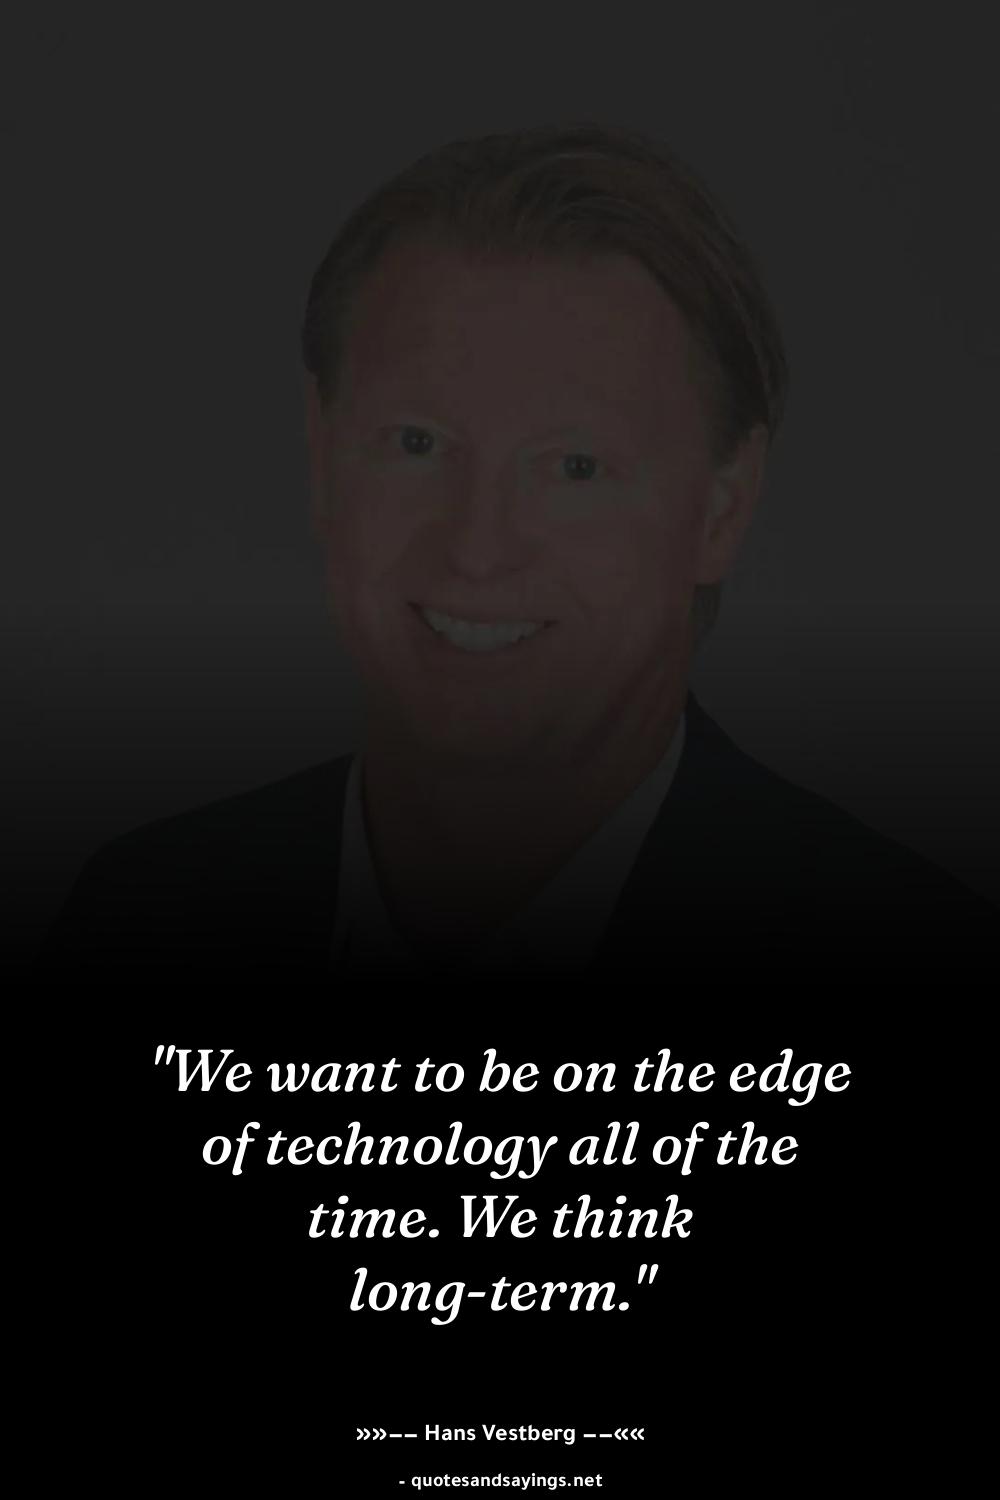 "We want to be on the edge
of technology all of the
time. We think
long-term."
»»−− Hans Vestberg −−««
- quotesandsayings.net